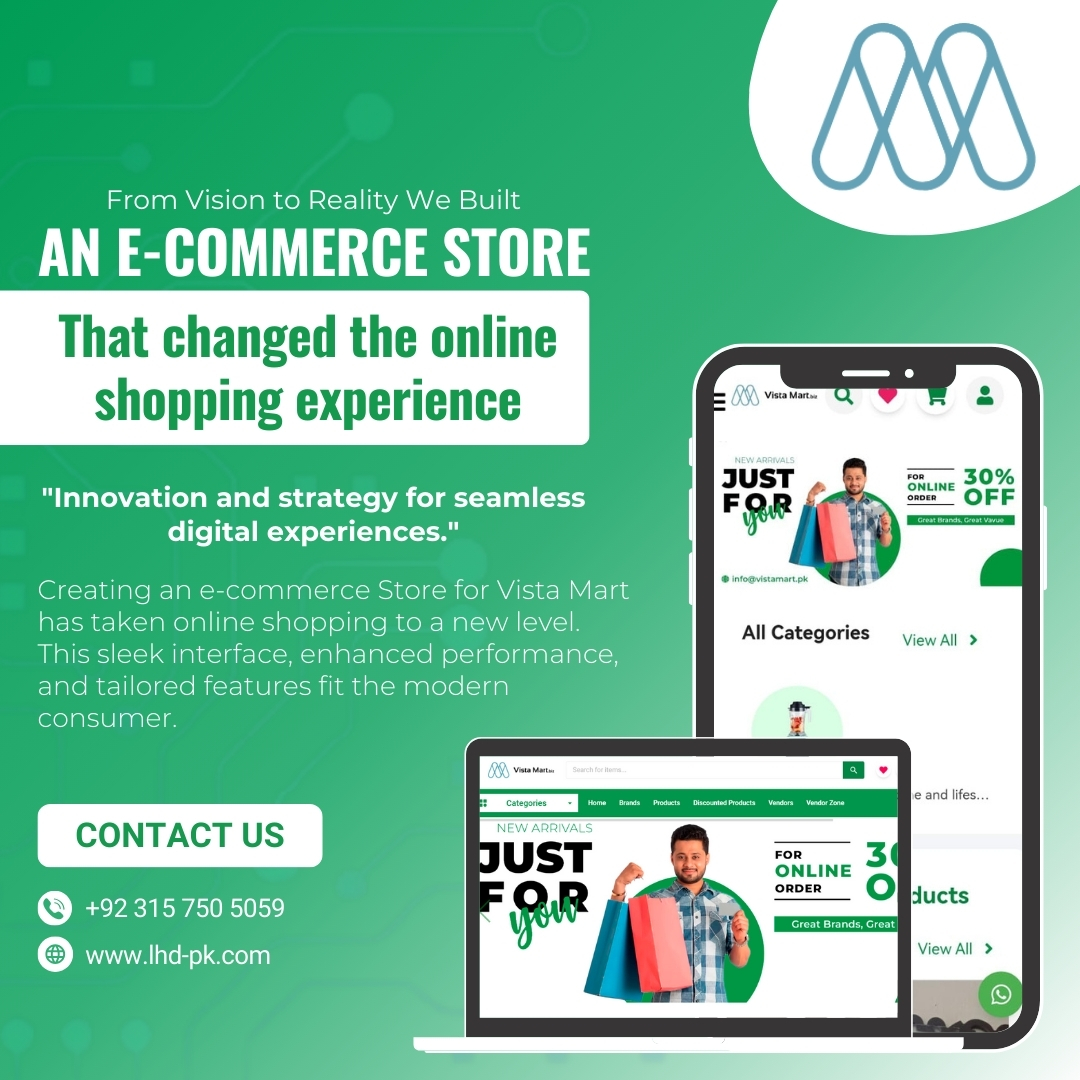 From Vision to Reality We Built
AN E-COMMERCE STORE
That changed the online
shopping experience
"Innovation and strategy for seamless
digital experiences."
Creating an e-commerce Store for Vista Mart
has taken online shopping to a new level.
This sleek interface, enhanced performance,
and tailored features fit the modern
consumer.
CONTACT US
+92 315 750 5059
www.lhd-pk.com
Vista Mart.biz
NEW ARRIVALS
JUST
FOR
you
FOR
ONLINE
ORDER
30%
OFF
Great Brands, Great Vavue
info@vistamart.pk
All Categories
View All
ne and lifes...
ducts
View All
Vista Mart.biz
Search for items...
Categories
Home Brands Products Discounted Products Vendors Vendor Zone
NEW ARRIVALS
JUST
FOR
you
FOR
ONLINE
ORDER
3
O
Great Brands, Great